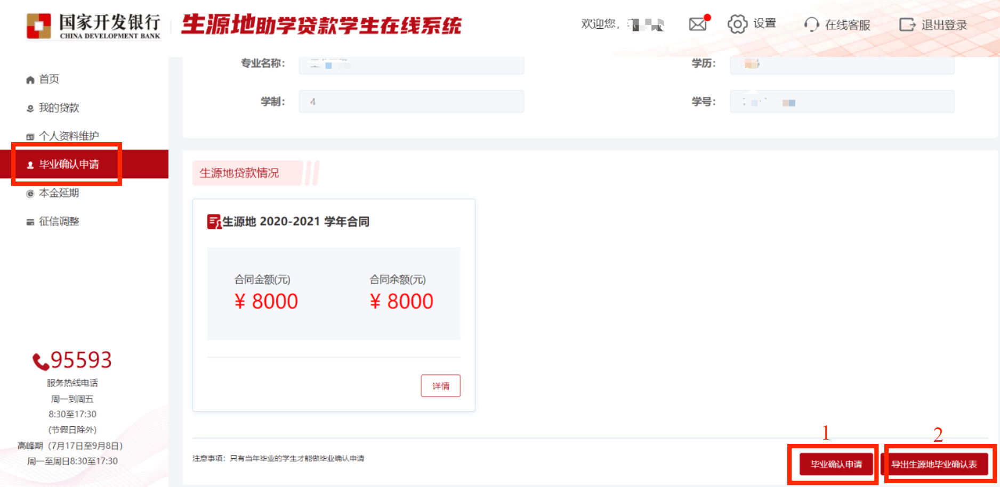 国家开发银行
CHINA DEVELOPMENT BANK
生源地助学贷款学生在线系统
欢迎您,
设置
在线客服
退出登录
首页
我的贷款
个人资料维护
毕业确认申请
本金延期
征信调整
95593
服务热线电话
周一到周五
8:30至17:30
(节假日除外)
高峰期（7月17日至9月8日）
周一至周日8:30至17:30
专业名称：
学历：
学制：
4
学号：
生源地贷款情况
生源地 2020-2021 学年合同
合同金额(元)
合同余额(元)
¥ 8000
¥ 8000
详情
注意事项：只有当年毕业的学生才能做毕业确认申请
1
2
毕业确认申请
导出生源地毕业确认表